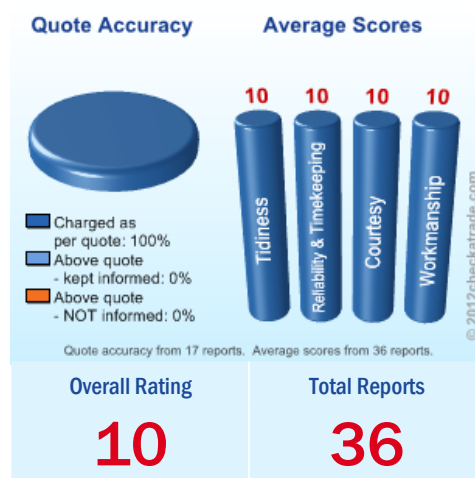 Quote Accuracy
Average Scores
10 10 10 10
Tidiness
Reliability & Timekeeping
Courtesy
Workmanship
Charged as
per quote: 100%
Above quote
- kept informed: 0%
Above quote
- NOT informed: 0%
© 2012checkatrade.com
Quote accuracy from 17 reports. Average scores from 36 reports.
Overall Rating
10
Total Reports
36